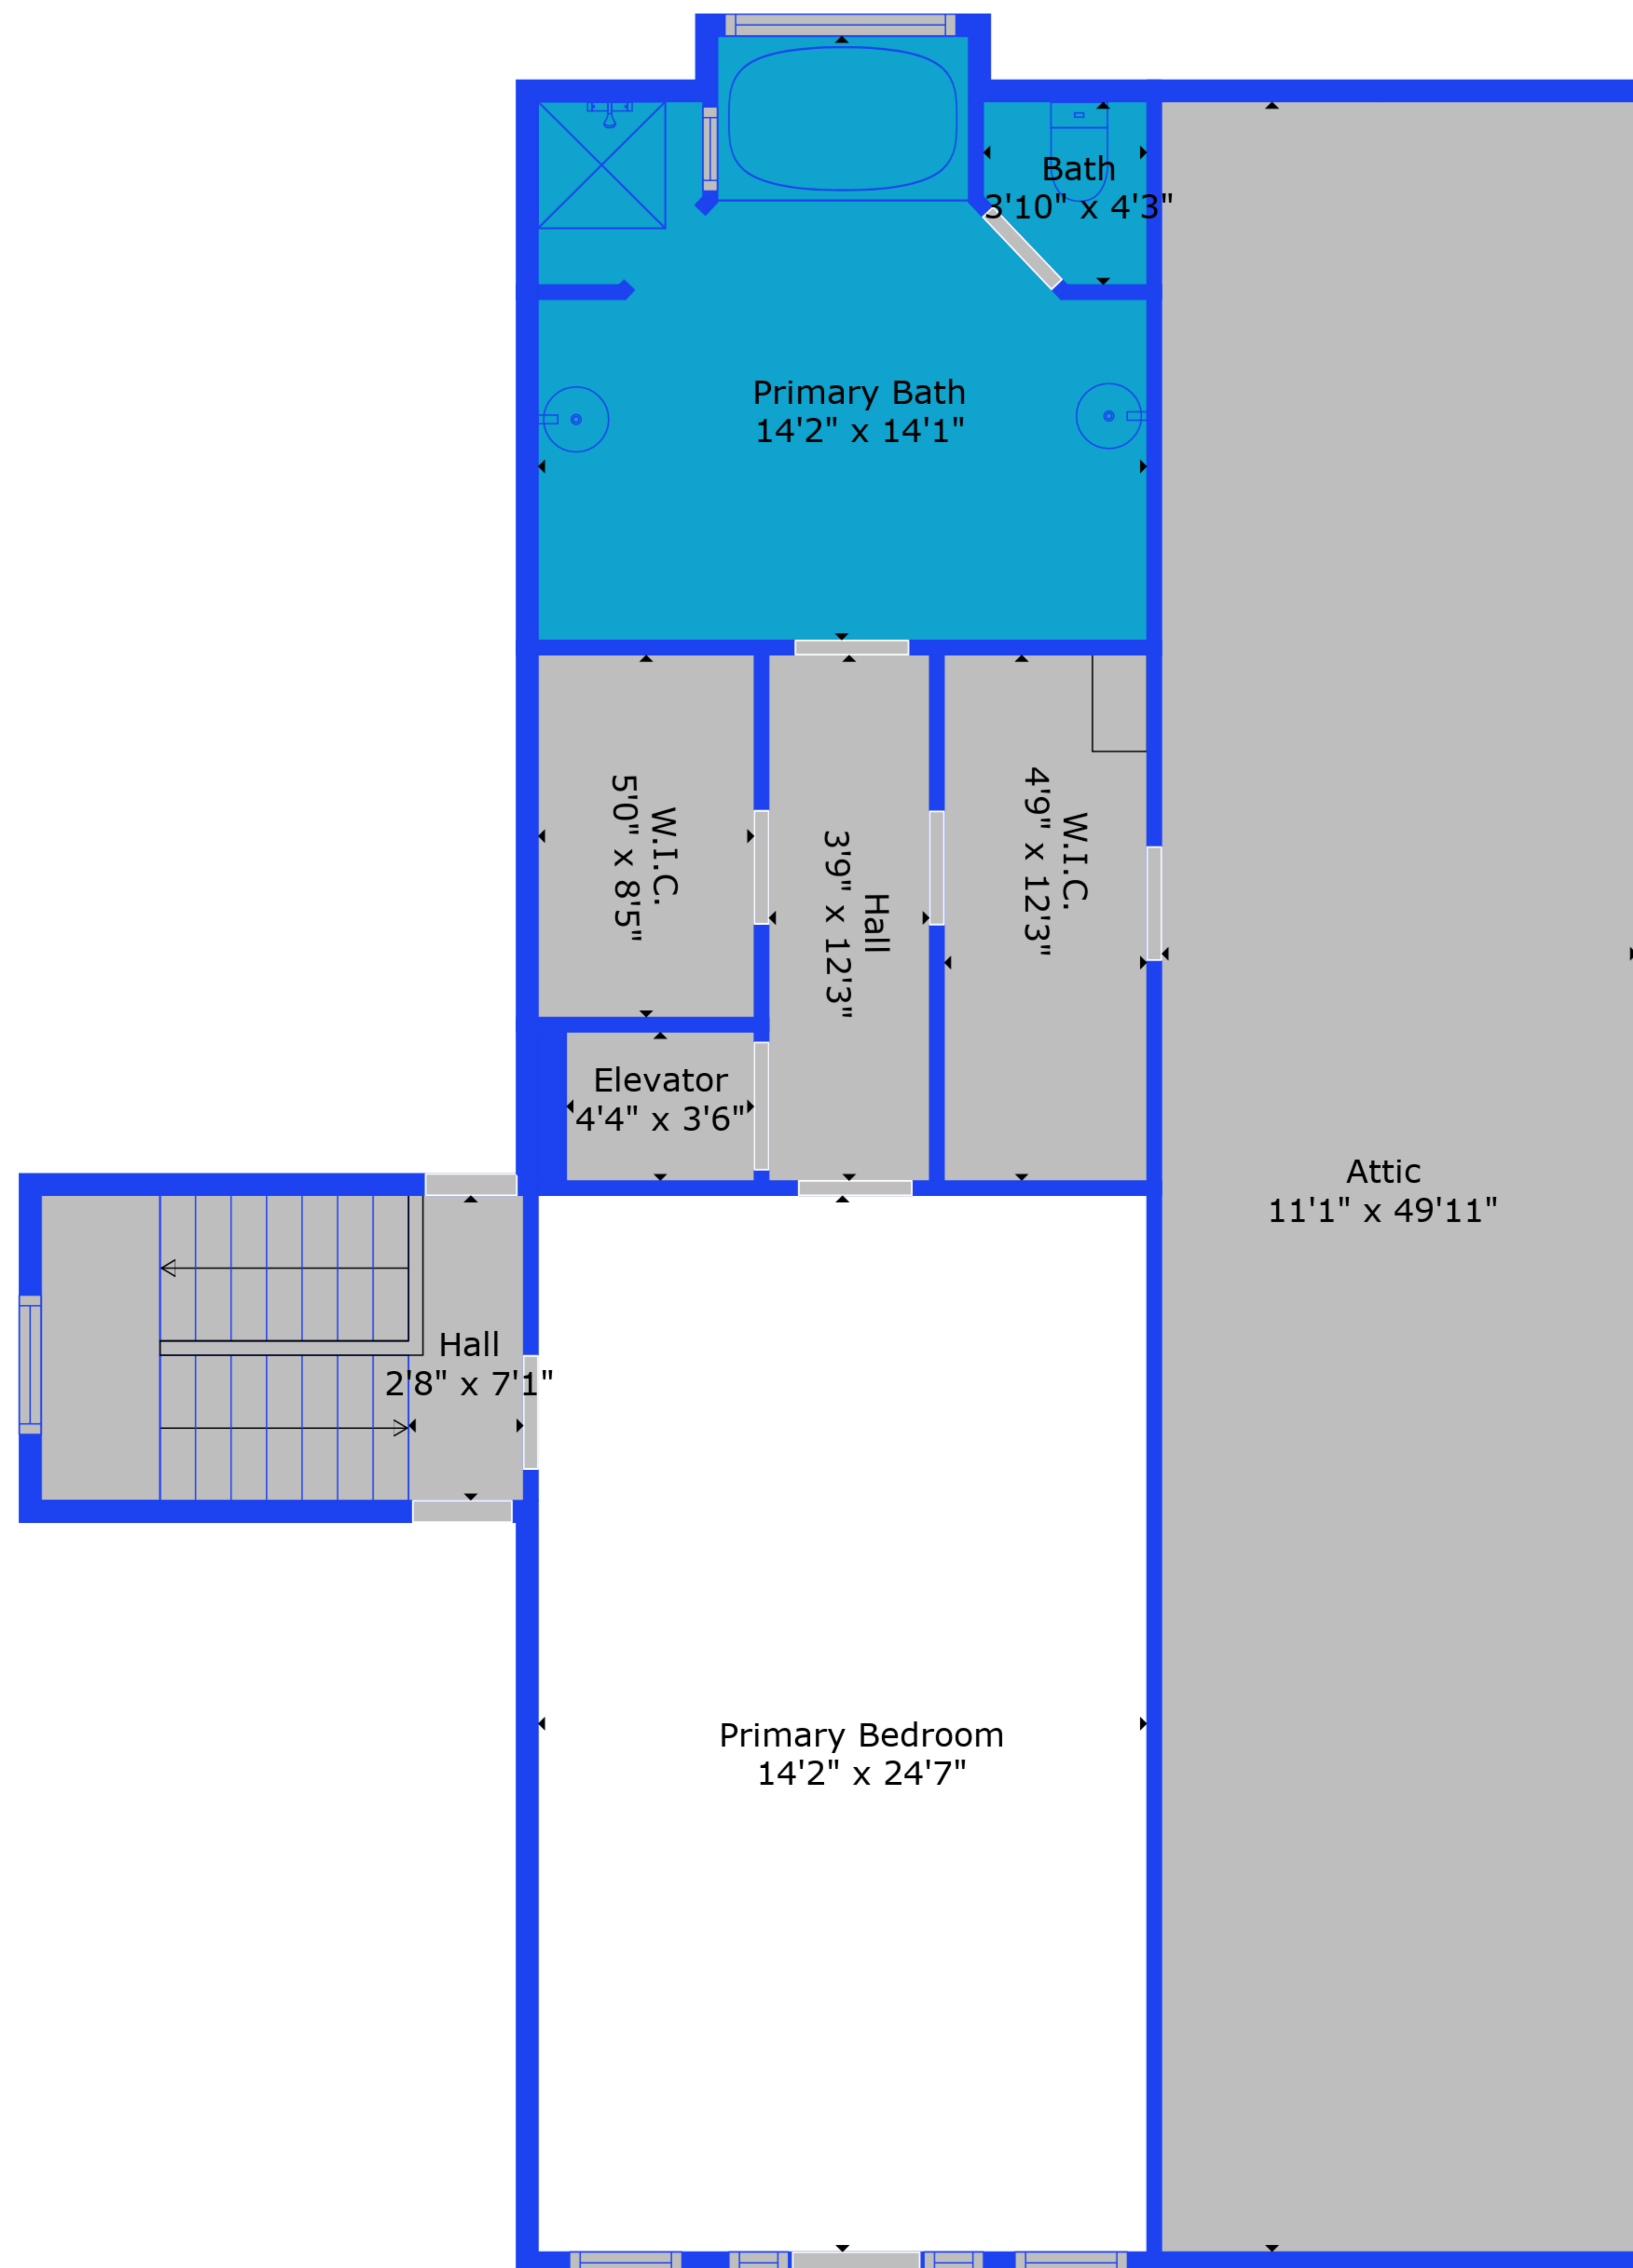 Bath
3'10" x 4'3"
Primary Bath
14'2" x 14'1"
W.I.C.
5'0" x 8'5"
Hall
3'9" x 12'3"
W.I.C.
4'9" x 12'3"
Elevator
4'4" x 3'6"
Attic
11'1" x 49'11"
Hall
2'8" x 7'1"
Primary Bedroom
14'2" x 24'7"